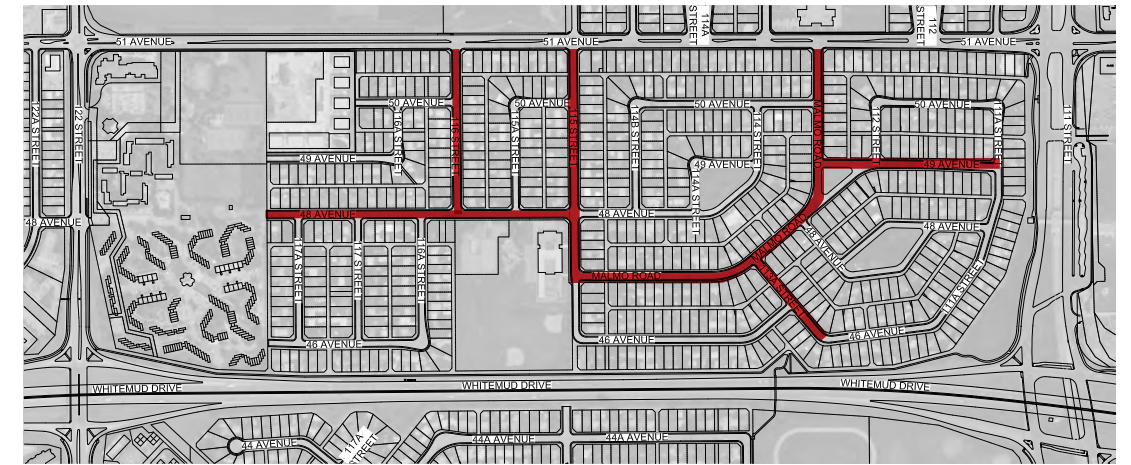 114A
STREET
112
STREET
51 AVENUE
51 AVENUE
51 AVENUE
122A STREET
122 STREET
50 AVENUE
50 AVENUE
50 AVENUE
50 AVENUE
116A STREET
116 STREET
115A STREET
115 STREET
114B STREET
114 STREET
MALMO ROAD
112 STREET
111A STREET
111 STREET
49 AVENUE
49 AVENUE
49 AVENUE
114A STREET
48 AVENUE
48 AVENUE
48 AVENUE
48 AVENUE
48 AVENUE
117A STREET
117 STREET
116A STREET
MALMO ROAD
MALMO ROAD
113A STREET
111A STREET
46 AVENUE
46 AVENUE
46 AVENUE
WHITEMUD DRIVE
WHITEMUD DRIVE
WHITEMUD DRIVE
44 AVENUE
117A
STREET
44A AVENUE
44A AVENUE